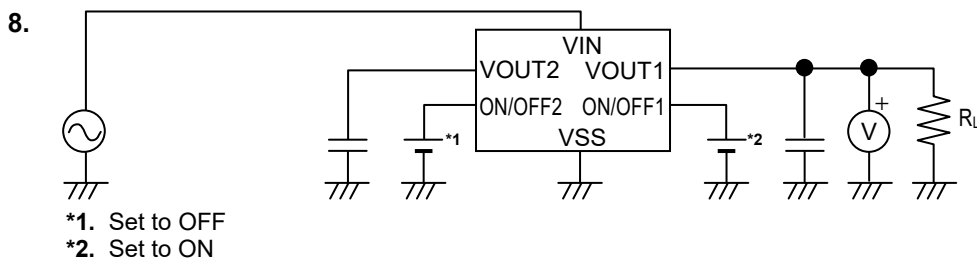 8.
VIN
VOUT2 VOUT1
ON/OFF2 ON/OFF1
*1 *2
VSS
+
V
RL
*1. Set to OFF
*2. Set to ON